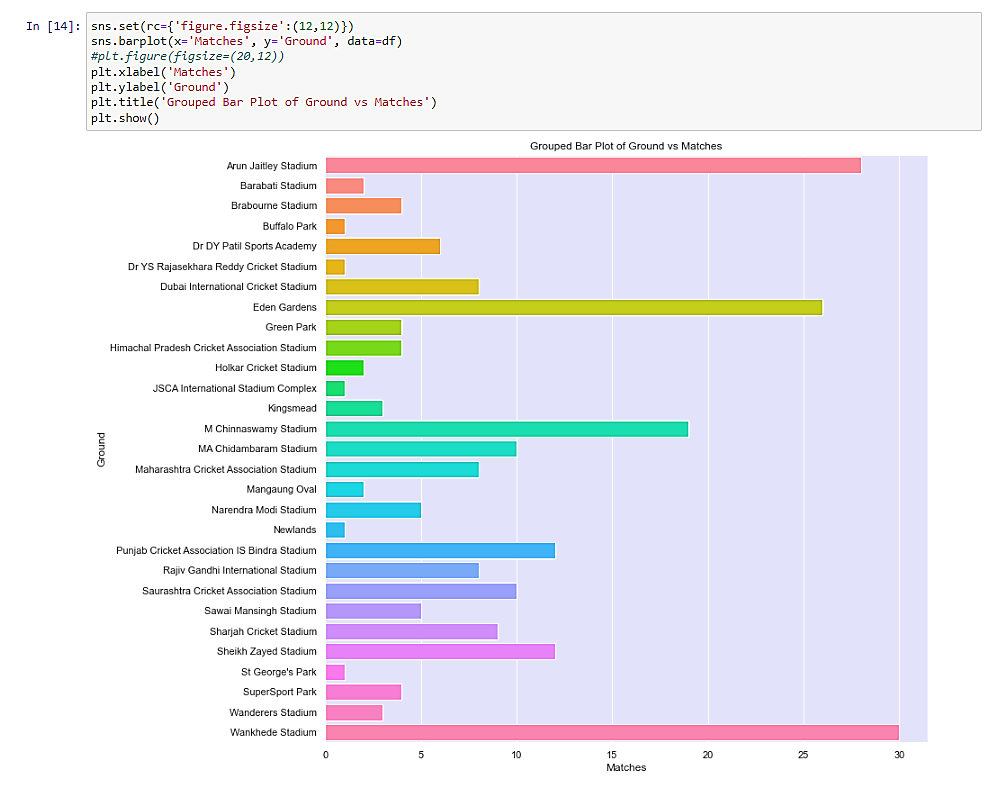 In [14]: sns.set(rc={'figure.figsize':(12,12)})
sns.barplot(x='Matches', y='Ground', data=df)
#plt.figure(figsize=(20,12))
plt.xlabel('Matches')
plt.ylabel('Ground')
plt.title('Grouped Bar Plot of Ground vs Matches')
plt.show()
Grouped Bar Plot of Ground vs Matches
Arun Jaitley Stadium
Barabati Stadium
Brabourne Stadium
Buffalo Park
Dr DY Patil Sports Academy
Dr YS Rajasekhara Reddy Cricket Stadium
Dubai International Cricket Stadium
Eden Gardens
Green Park
Himachal Pradesh Cricket Association Stadium
Holkar Cricket Stadium
JSCA International Stadium Complex
Kingsmead
M Chinnaswamy Stadium
MA Chidambaram Stadium
Maharashtra Cricket Association Stadium
Mangaung Oval
Narendra Modi Stadium
Newlands
Punjab Cricket Association IS Bindra Stadium
Rajiv Gandhi International Stadium
Saurashtra Cricket Association Stadium
Sawai Mansingh Stadium
Sharjah Cricket Stadium
Sheikh Zayed Stadium
St George's Park
SuperSport Park
Wanderers Stadium
Wankhede Stadium
Ground
0 5 10 15 20 25 30
Matches